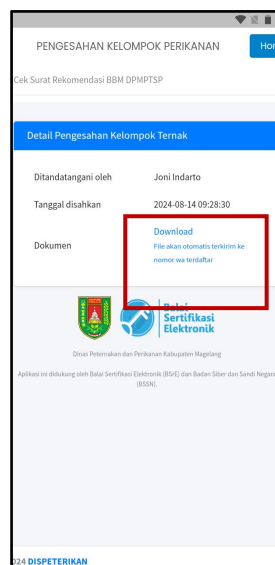 PENGESAHAN KELOMPOK PERIKANAN
Cek Surat Rekomendasi BBM DPMPTSP
Detail Pengesahan Kelompok Ternak
Ditandatangani oleh Joni Indarto
Tanggal disahkan 2024-08-14 09:28:30
Dokumen Download
File akan otomatis terkirim ke
nomor wa terdaftar
Balai
Sertifikasi
Elektronik
Dinas Peternakan dan Perikanan Kabupaten Magelang
Aplikasi ini didukung oleh Balai Sertifikasi Elektronik (BSrE) dan Badan Siber dan Sandi Negara
(BSSN).
024 DISPETERIKAN